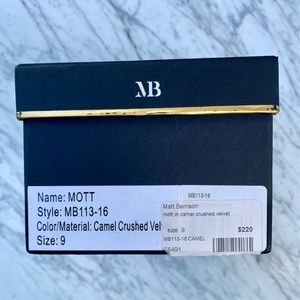 MB
Name: MOTT
Style: MB113-16
Color/Material: Camel Crushed Vel
Size: 9
MB113-16
Matt Bernson
mott in camel crushed velvet
size: 9
$220
MB113-16 CAMEL
28491